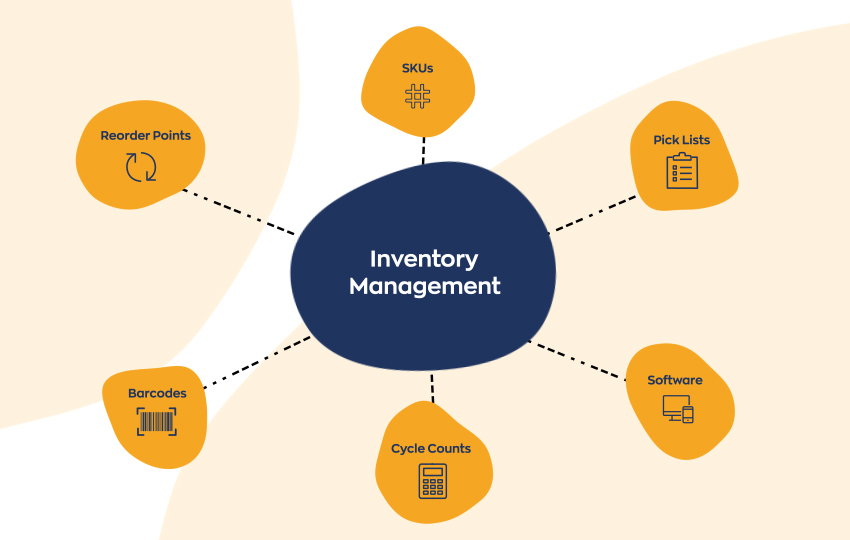 SKUs
Reorder Points
Pick Lists
Inventory
Management
Barcodes
Software
Cycle Counts